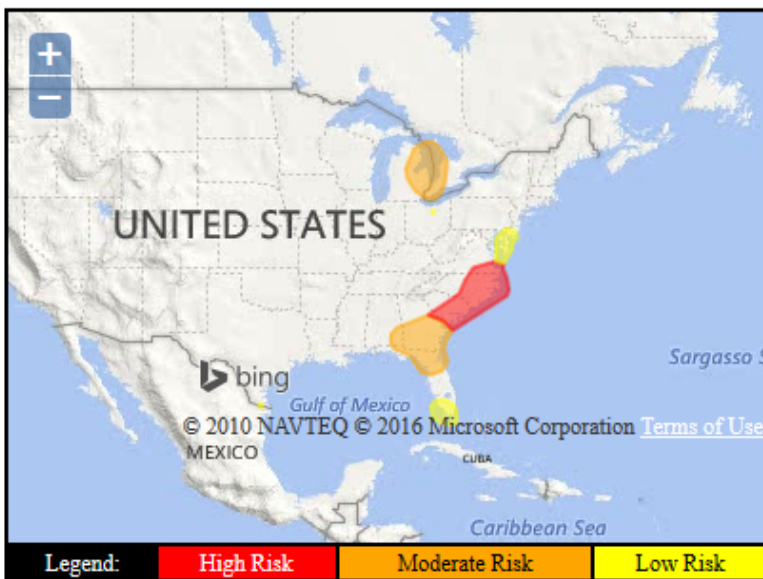 +
−
UNITED STATES
bing
Gulf of Mexico
Sargasso S
© 2010 NAVTEQ © 2016 Microsoft Corporation Terms of Use
MEXICO
CUBA
Caribbean Sea
Legend: High Risk Moderate Risk Low Risk